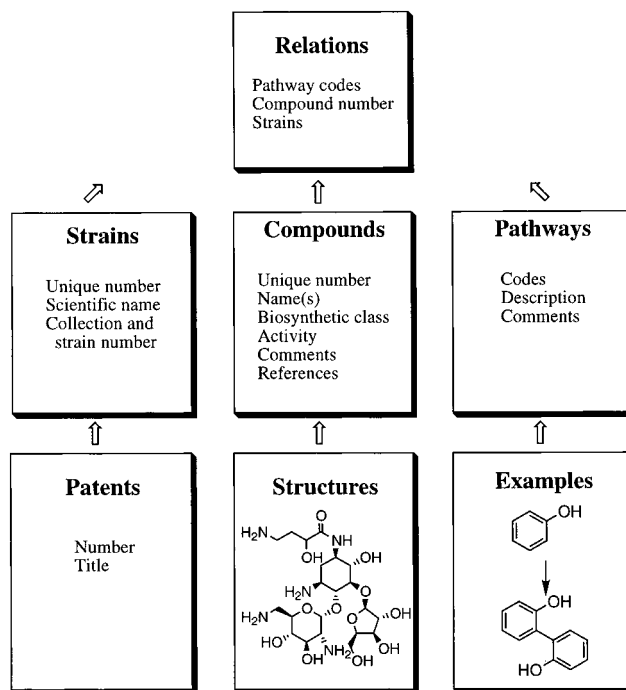 Relations
Pathway codes
Compound number
Strains
Strains
Unique number
Scientific name
Collection and
strain number
Compounds
Unique number
Name(s)
Biosynthetic class
Activity
Comments
References
Pathways
Codes
Description
Comments
Patents
Number
Title
Structures
O
H2N
NH
OH
OH
H2N
O
O
H2N
O
O
OH
HO
HO
NH2
OH
HO
OH
Examples
OH
OH
HO